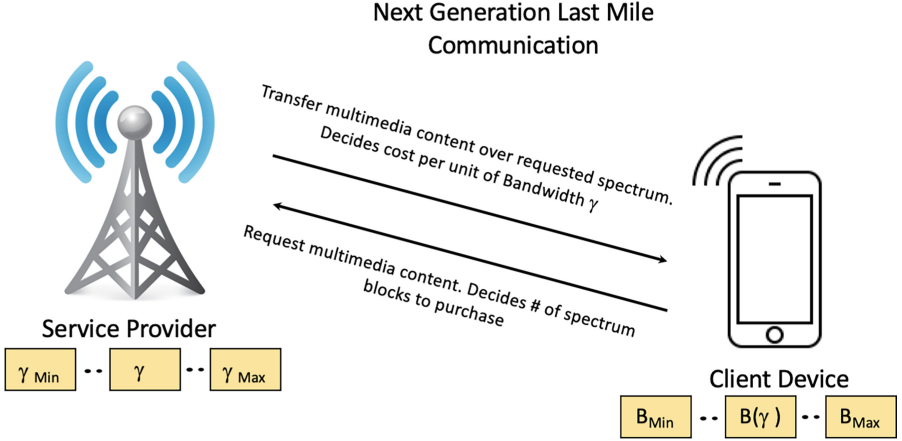 Next Generation Last Mile
Communication
Transfer multimedia content over requested spectrum.
Decides cost per unit of Bandwidth γ
Request multimedia content. Decides # of spectrum
blocks to purchase
Service Provider
γ Min -- γ -- γ Max
Client Device
BMin -- B(γ ) -- BMax